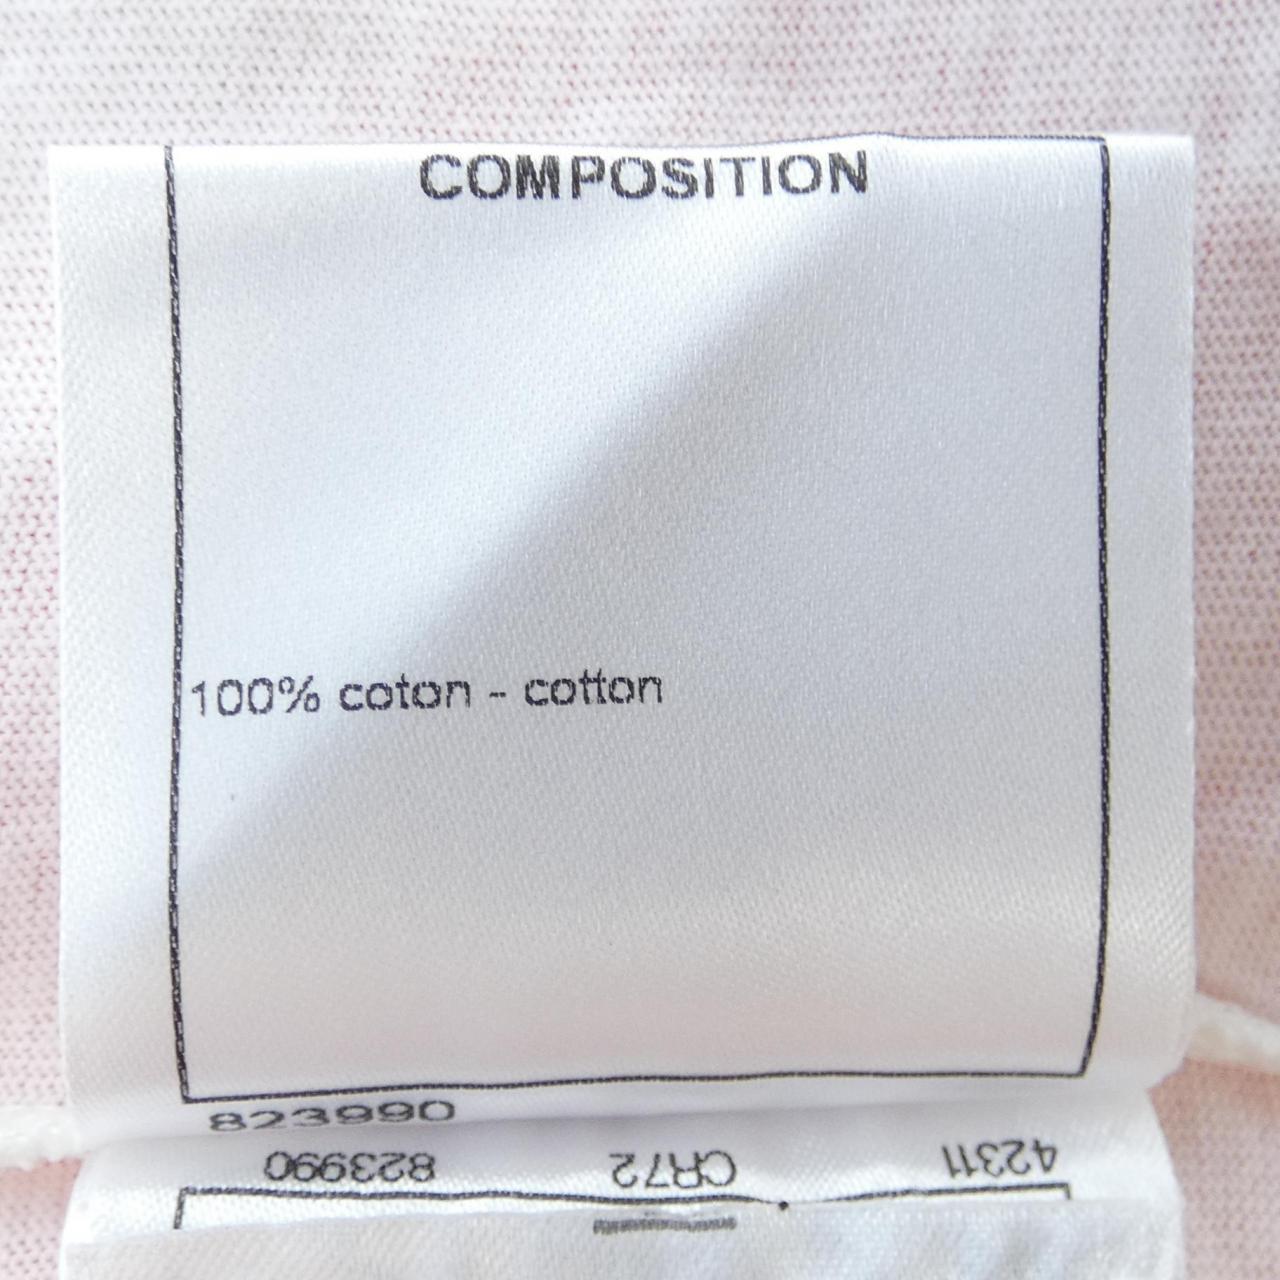 COMPOSITION
100% coton - cotton
823990
42311 CR72 823990